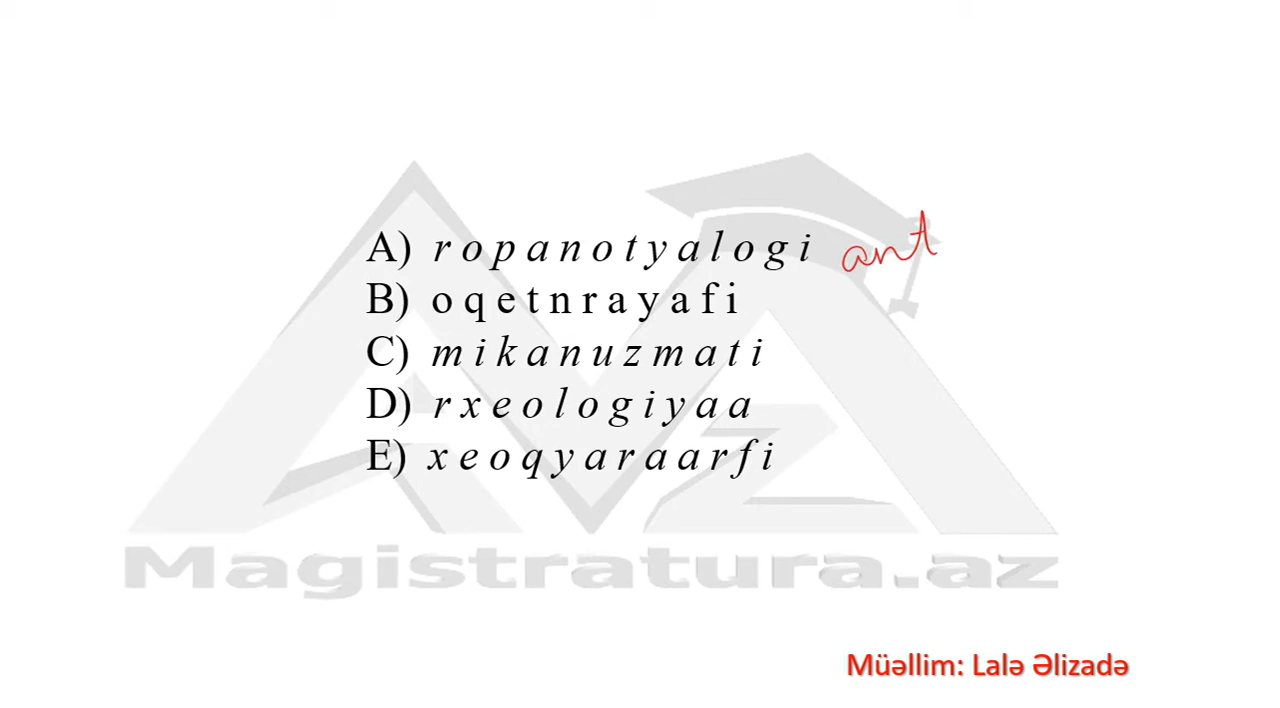 A) r o p a n o t y a l o g i ant
B) o q e t n r a y a f i
C) m i k a n u z m a t i
D) r x e o l o g i y a a
E) x e o q y a r a a r f i
Magistratura.az
Müəllim: Lalə Əlizadə